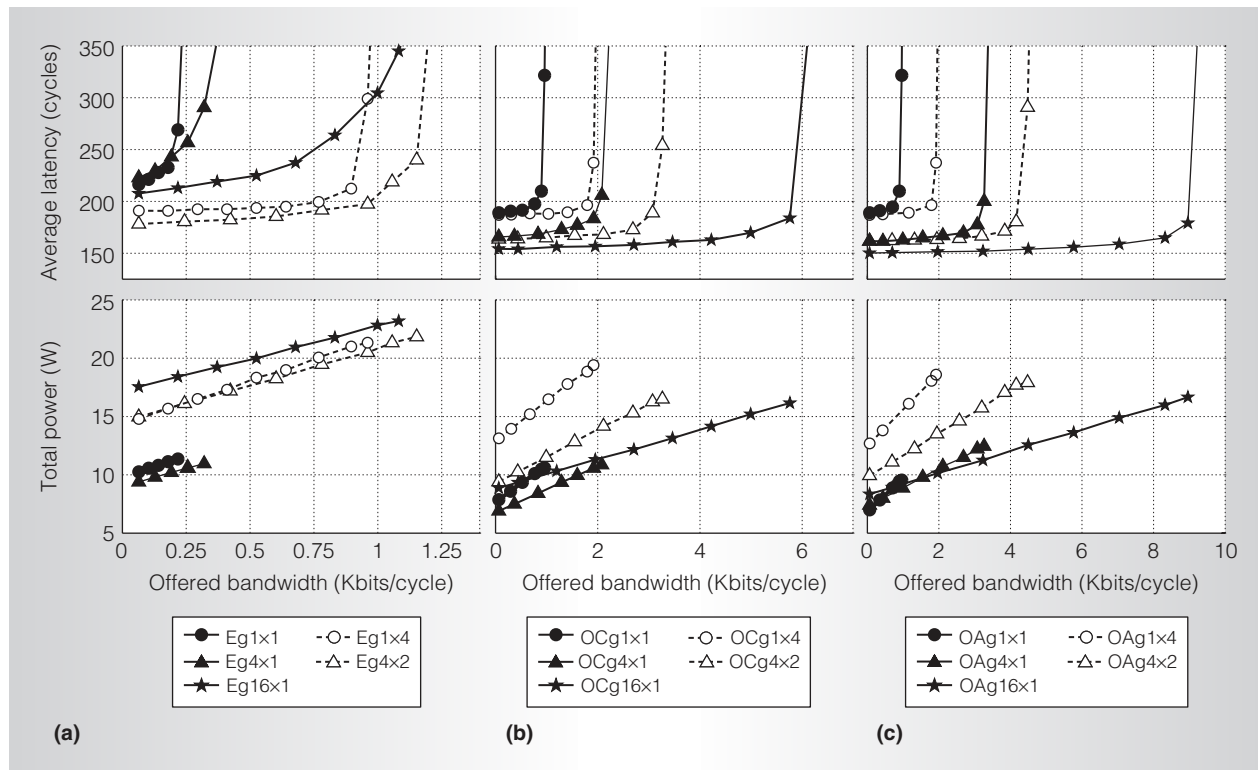 Average latency (cycles)
350
300
250
200
150
Total power (W)
25
20
15
10
5
0 0.25 0.5 0.75 1 1.25
Offered bandwidth (Kbits/cycle)
0 2 4 6
Offered bandwidth (Kbits/cycle)
0 2 4 6 8 10
Offered bandwidth (Kbits/cycle)
Eg1×1 Eg1×4
Eg4×1 Eg4×2
Eg16×1
OCg1×1 OCg1×4
OCg4×1 OCg4×2
OCg16×1
OAg1×1 OAg1×4
OAg4×1 OAg4×2
OAg16×1
(a)
(b)
(c)